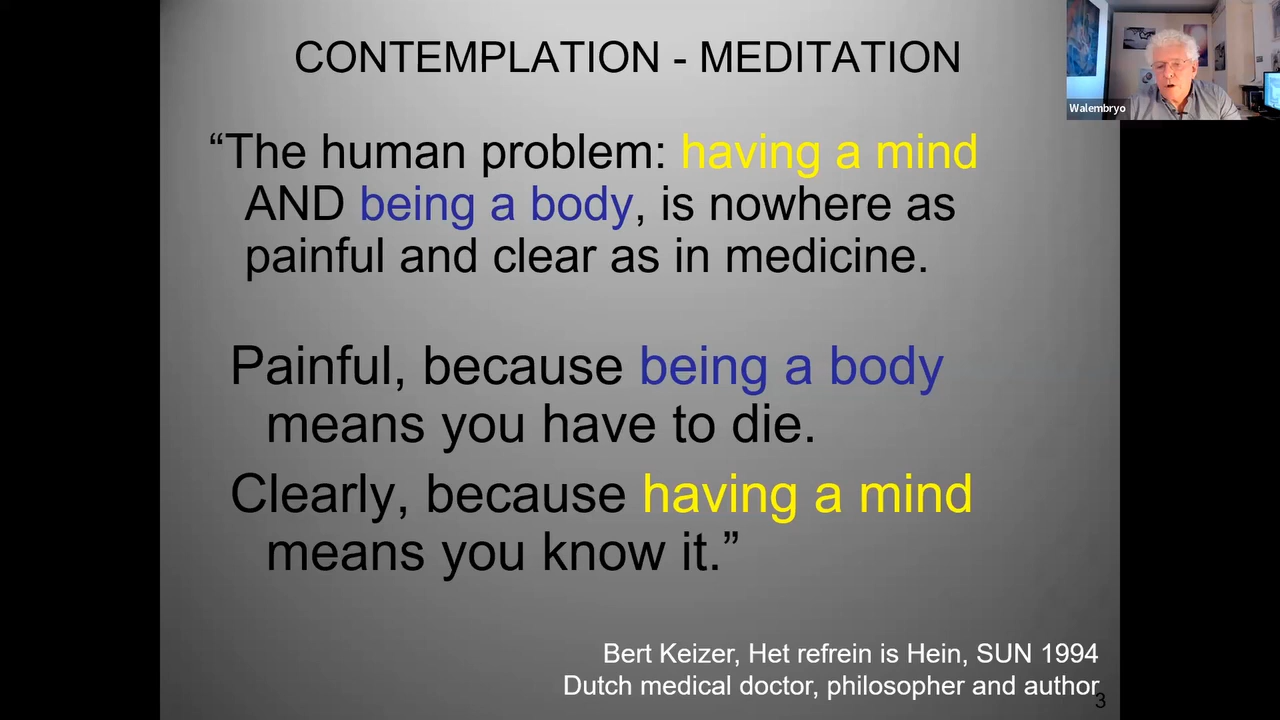 CONTEMPLATION - MEDITATION
Walembryo
“The human problem: having a mind
AND being a body, is nowhere as
painful and clear as in medicine.
Painful, because being a body
means you have to die.
Clearly, because having a mind
means you know it.”
Bert Keizer, Het refrein is Hein, SUN 1994
Dutch medical doctor, philosopher and author
3